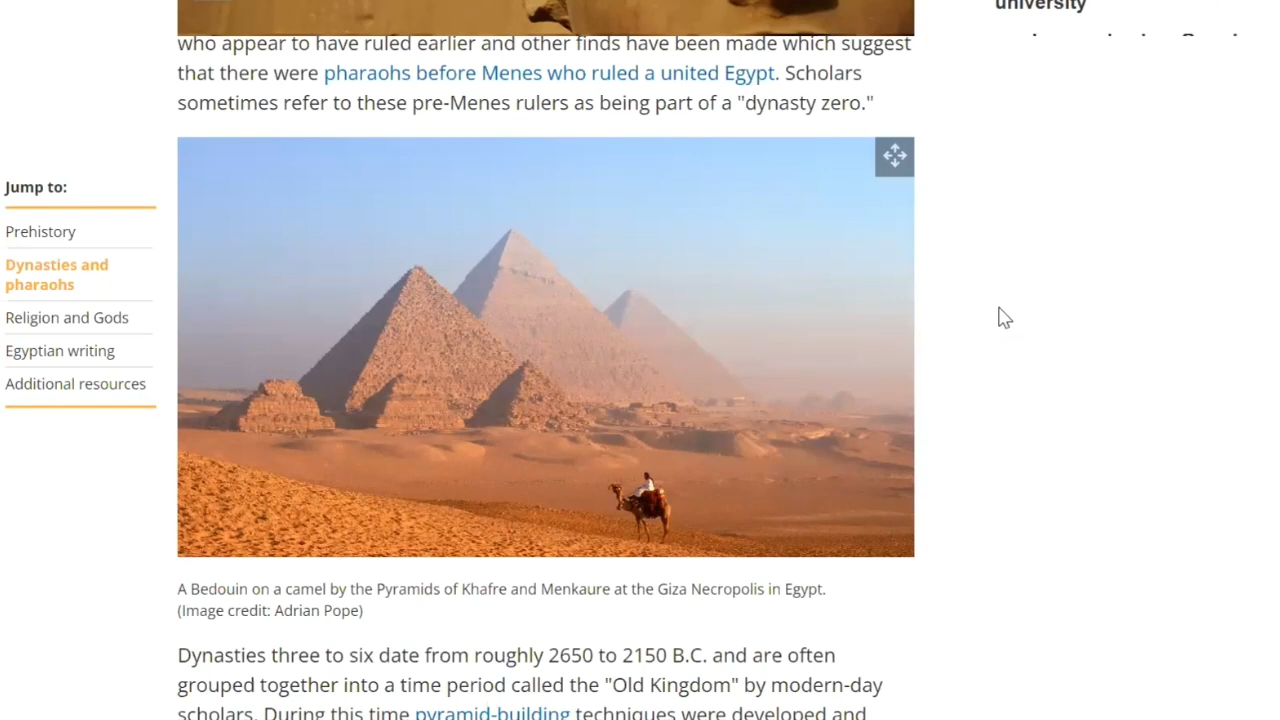 university
who appear to have ruled earlier and other finds have been made which suggest
that there were pharaohs before Menes who ruled a united Egypt. Scholars
sometimes refer to these pre-Menes rulers as being part of a "dynasty zero."
Jump to:
Prehistory
Dynasties and
pharaohs
Religion and Gods
Egyptian writing
Additional resources
A Bedouin on a camel by the Pyramids of Khafre and Menkaure at the Giza Necropolis in Egypt.
(Image credit: Adrian Pope)
Dynasties three to six date from roughly 2650 to 2150 B.C. and are often
grouped together into a time period called the "Old Kingdom" by modern-day
scholars. During this time pyramid-building techniques were developed and